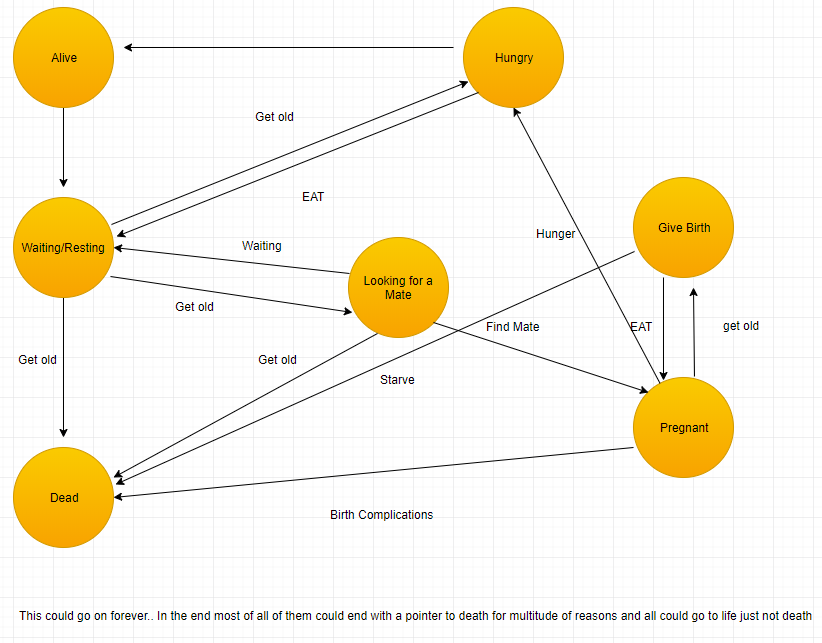 Alive
Hungry
Get old
EAT
Waiting/Resting
Waiting
Looking for a
Mate
Give Birth
Hunger
Get old
Find Mate
EAT
get old
Get old
Get old
Starve
Pregnant
Dead
Birth Complications
This could go on forever.. In the end most of all of them could end with a pointer to death for multitude of reasons and all could go to life just not death